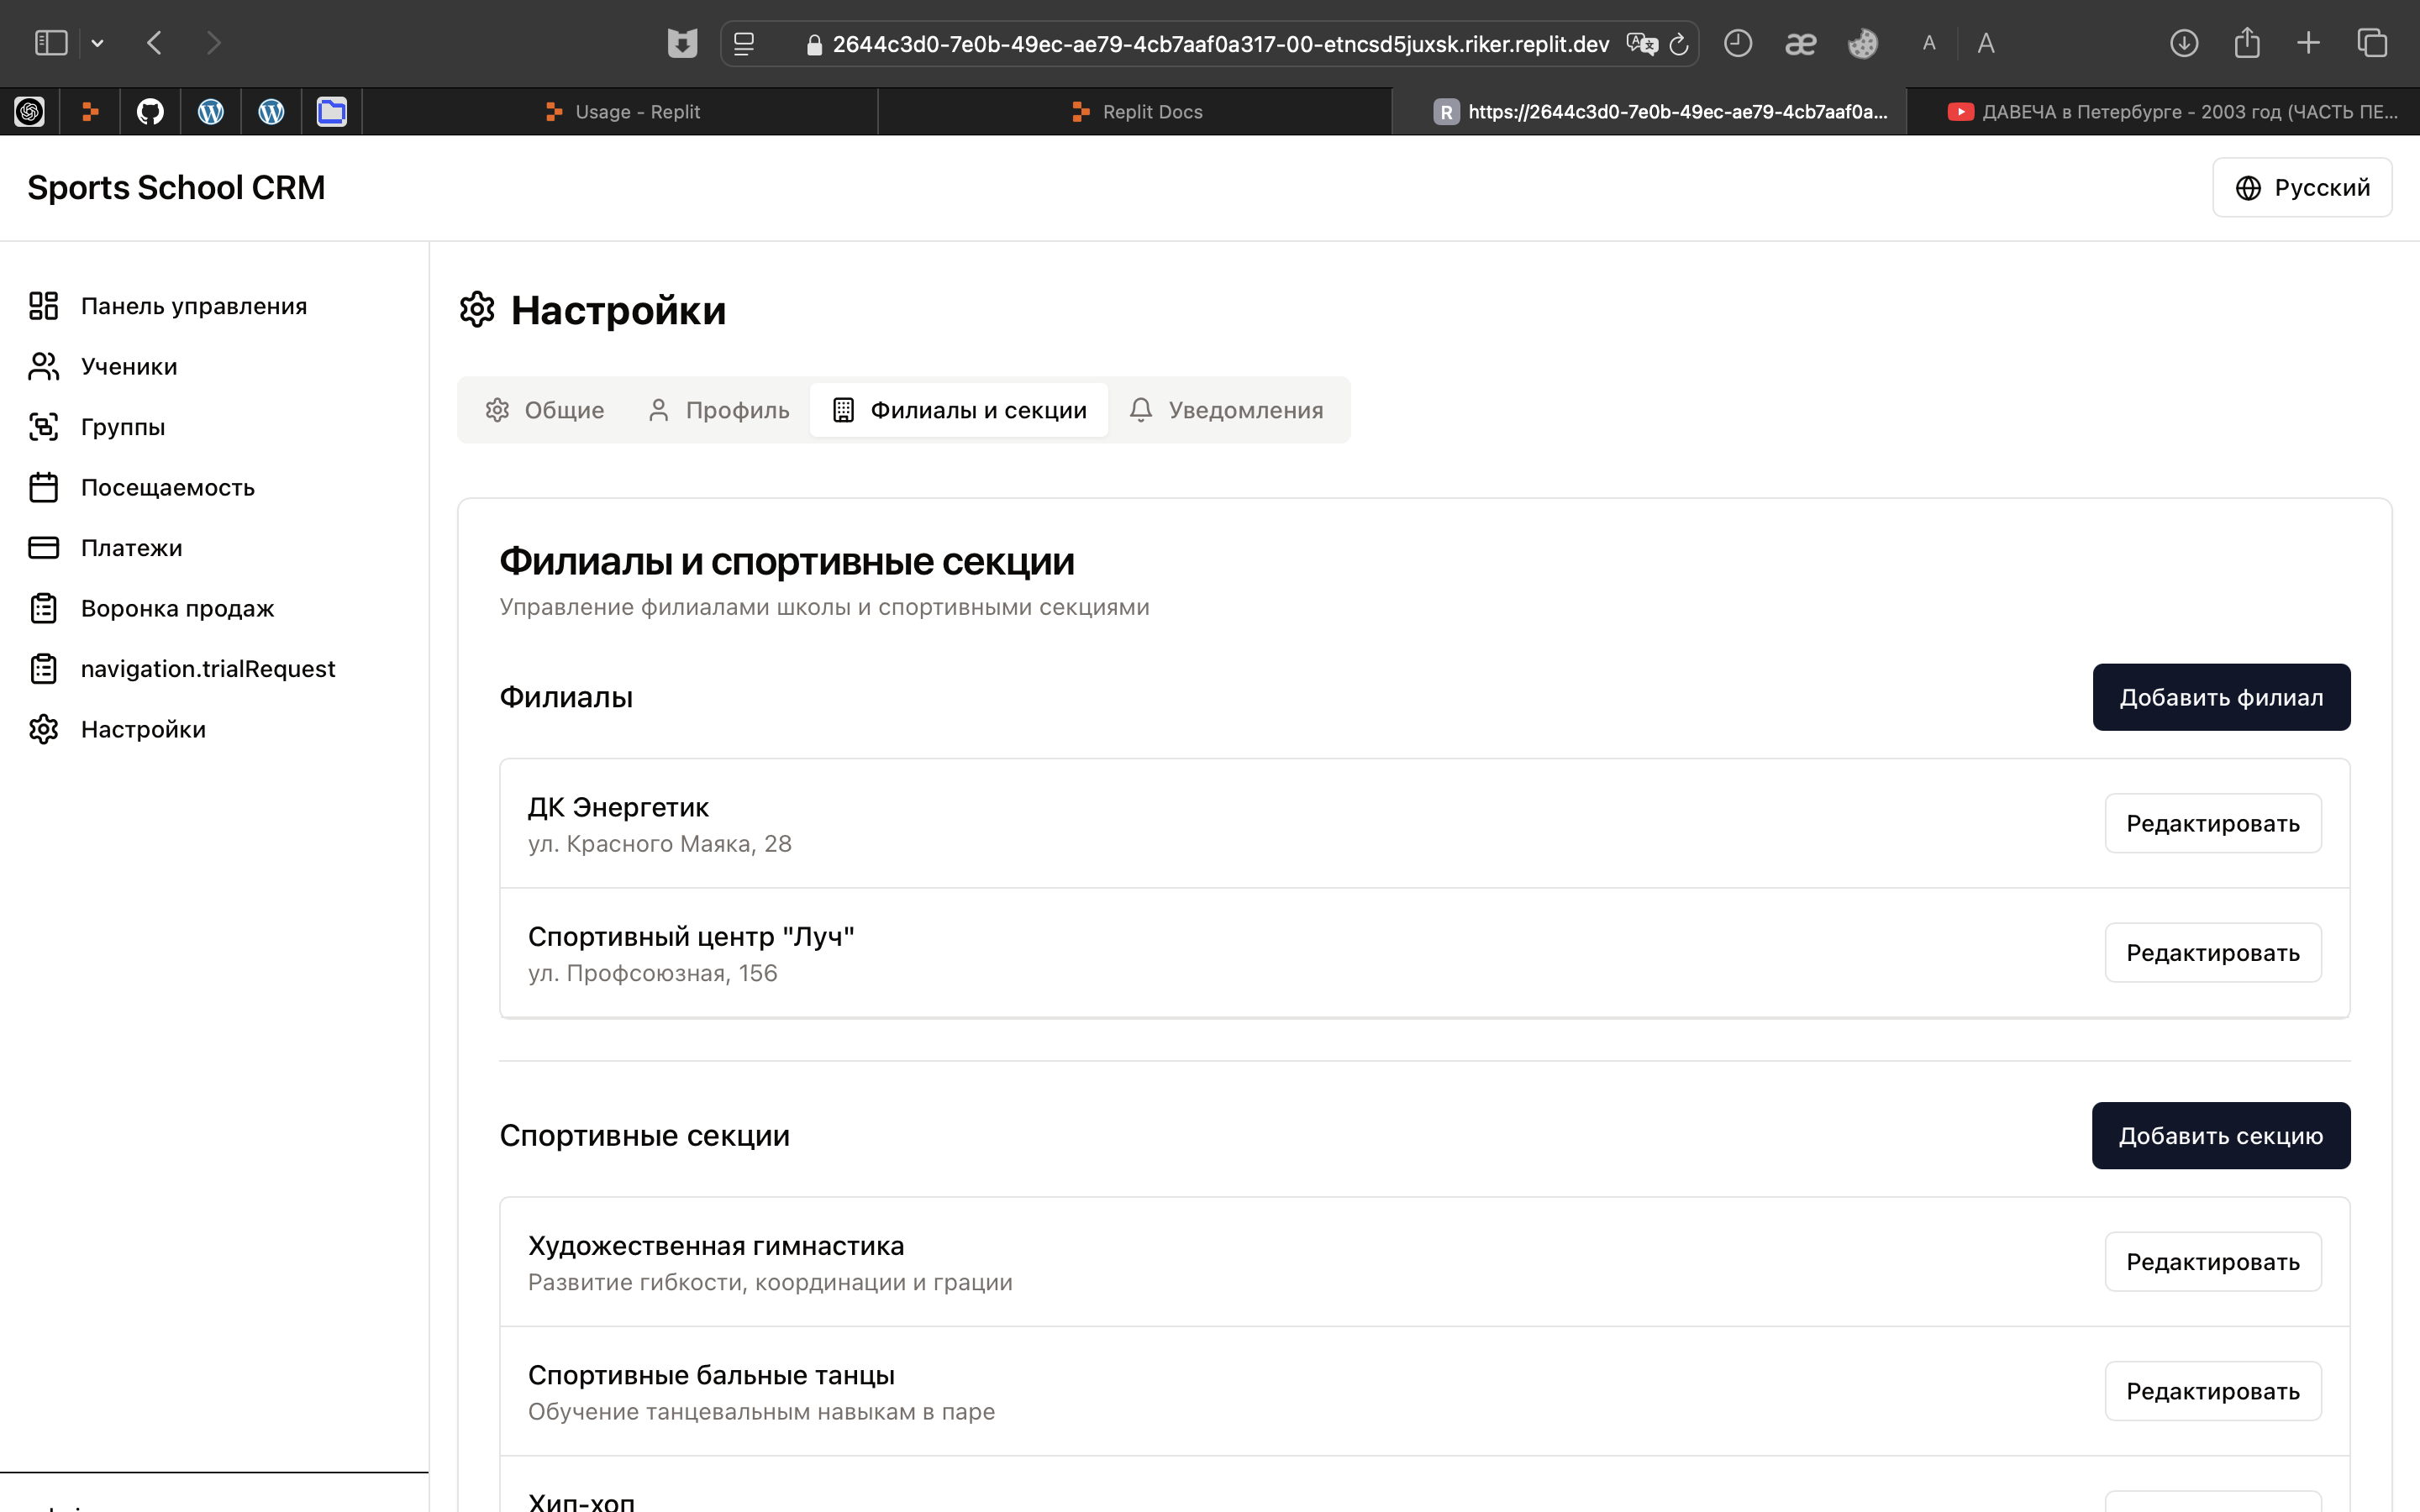 2644c3d0-7e0b-49ec-ae79-4cb7aaf0a317-00-etncsd5juxsk.riker.replit.dev
A
A
Usage - Replit
Replit Docs
R https://2644c3d0-7e0b-49ec-ae79-4cb7aaf0a...
ДАВЕЧА в Петербурге - 2003 год (ЧАСТЬ ПЕ...
Sports School CRM
Русский
Панель управления
Ученики
Группы
Посещаемость
Платежи
Воронка продаж
navigation.trialRequest
Настройки
Настройки
Общие
Профиль
Филиалы и секции
Уведомления
Филиалы и спортивные секции
Управление филиалами школы и спортивными секциями
Филиалы
Добавить филиал
ДК Энергетик
ул. Красного Маяка, 28
Редактировать
Спортивный центр "Луч"
ул. Профсоюзная, 156
Редактировать
Спортивные секции
Добавить секцию
Художественная гимнастика
Развитие гибкости, координации и грации
Редактировать
Спортивные бальные танцы
Обучение танцевальным навыкам в паре
Редактировать
Хип-хоп